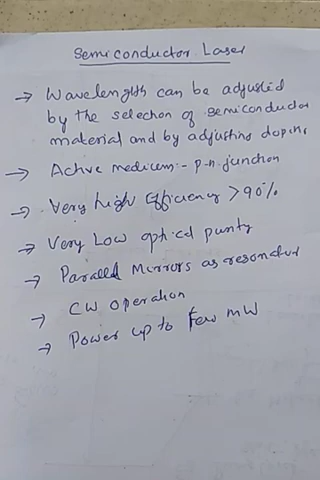 Semiconductor Laser
→ Wavelengths can be adjusted
by the selection of semiconductor
material and by adjusting doping
→ Active medium:- p-n junction
→ Very high Efficiency > 90%
→ Very Low optical purity
→ Parallel Mirrors as resonator
→ CW operation
→ Power up to Few mW